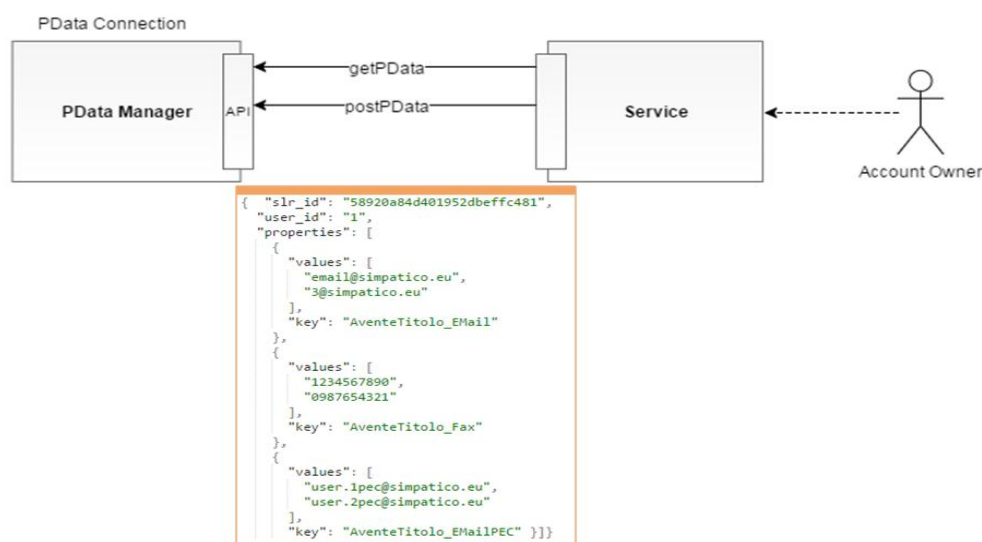 PData Connection
getPData
PData Manager
API
postPData
Service
Account Owner
{ "slr_id": "58920a84d401952dbeffc481",
"user_id": "1",
"properties": [
{
"values": [
"email@simpatico.eu",
"3@simpatico.eu"
],
"key": "AventeTitolo_EMail"
},
{
"values": [
"1234567890",
"0987654321"
],
"key": "AventeTitolo_Fax"
},
{
"values": [
"user.1pec@simpatico.eu",
"user.2pec@simpatico.eu"
],
"key": "AventeTitolo_EMailPEC" }]}